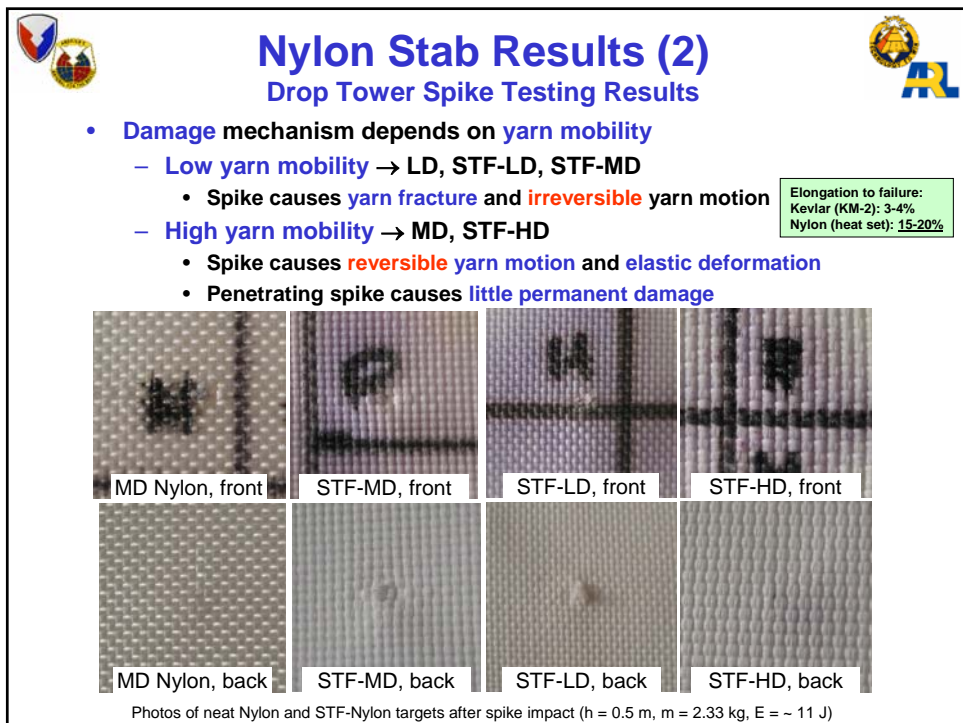 Nylon Stab Results (2)
Drop Tower Spike Testing Results
ARL
• Damage mechanism depends on yarn mobility
– Low yarn mobility → LD, STF-LD, STF-MD
• Spike causes yarn fracture and irreversible yarn motion
Elongation to failure:
Kevlar (KM-2): 3-4%
Nylon (heat set): 15-20%
– High yarn mobility → MD, STF-HD
• Spike causes reversible yarn motion and elastic deformation
• Penetrating spike causes little permanent damage
MD Nylon, front
STF-MD, front
STF-LD, front
STF-HD, front
MD Nylon, back
STF-MD, back
STF-LD, back
STF-HD, back
Photos of neat Nylon and STF-Nylon targets after spike impact (h = 0.5 m, m = 2.33 kg, E = ~ 11 J)